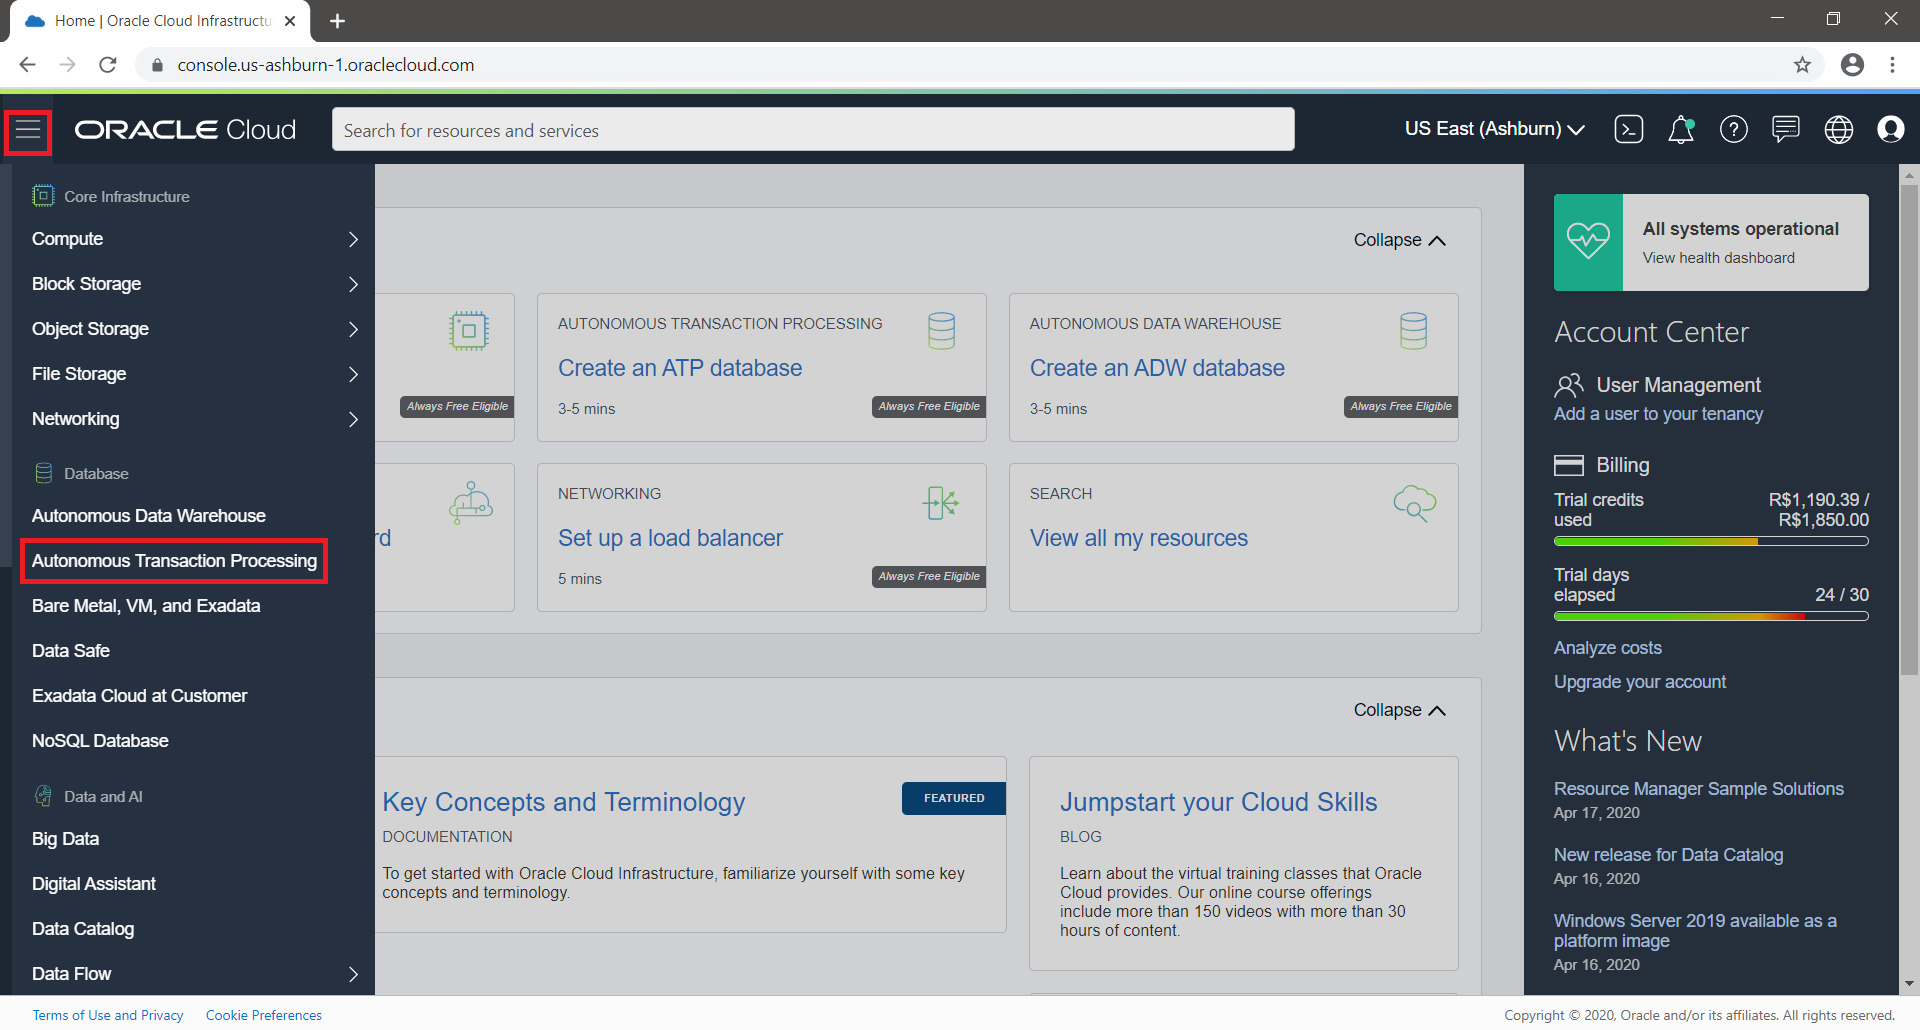 Home | Oracle Cloud Infrastructu
console.us-ashburn-1.oraclecloud.com
ORACLE Cloud
Search for resources and services
US East (Ashburn)
Core Infrastructure
Compute
Block Storage
Object Storage
File Storage
Networking
Database
Autonomous Data Warehouse
Autonomous Transaction Processing
Bare Metal, VM, and Exadata
Data Safe
Exadata Cloud at Customer
NoSQL Database
Data and AI
Big Data
Digital Assistant
Data Catalog
Data Flow
Collapse
Always Free Eligible
AUTONOMOUS TRANSACTION PROCESSING
Create an ATP database
3-5 mins
Always Free Eligible
AUTONOMOUS DATA WAREHOUSE
Create an ADW database
3-5 mins
Always Free Eligible
rd
NETWORKING
Set up a load balancer
5 mins
Always Free Eligible
SEARCH
View all my resources
Collapse
Key Concepts and Terminology
FEATURED
DOCUMENTATION
To get started with Oracle Cloud Infrastructure, familiarize yourself with some key
concepts and terminology.
Jumpstart your Cloud Skills
BLOG
Learn about the virtual training classes that Oracle
Cloud provides. Our online course offerings
include more than 150 videos with more than 30
hours of content.
All systems operational
View health dashboard
Account Center
User Management
Add a user to your tenancy
Billing
Trial credits
used
R$1,190.39 /
R$1,850.00
Trial days
elapsed
24 / 30
Analyze costs
Upgrade your account
What's New
Resource Manager Sample Solutions
Apr 17, 2020
New release for Data Catalog
Apr 16, 2020
Windows Server 2019 available as a
platform image
Apr 16, 2020
Terms of Use and Privacy
Cookie Preferences
Copyright © 2020, Oracle and/or its affiliates. All rights reserved.